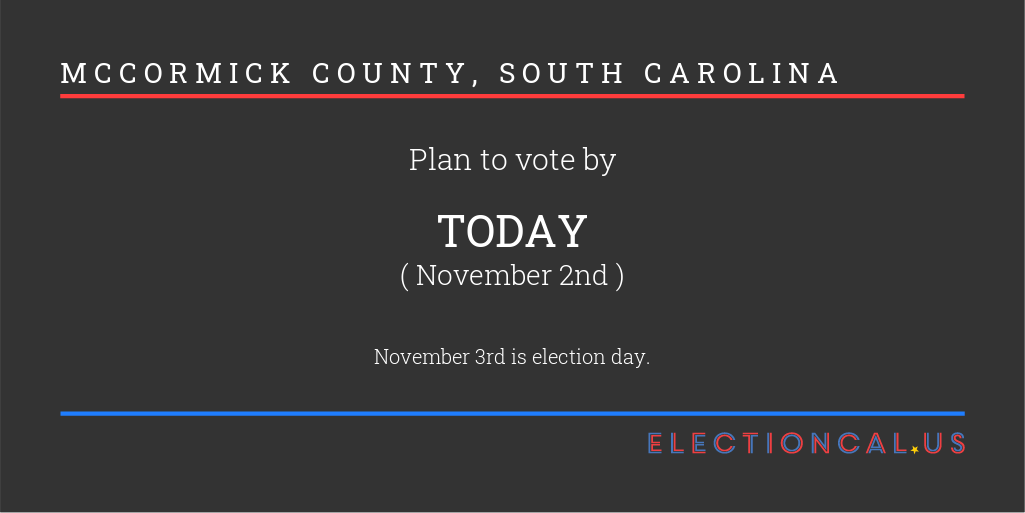 MCCORMICK COUNTY, SOUTH CAROLINA
Plan to vote by
TODAY
( November 2nd )
November 3rd is election day.
ELECTIONCAL.US